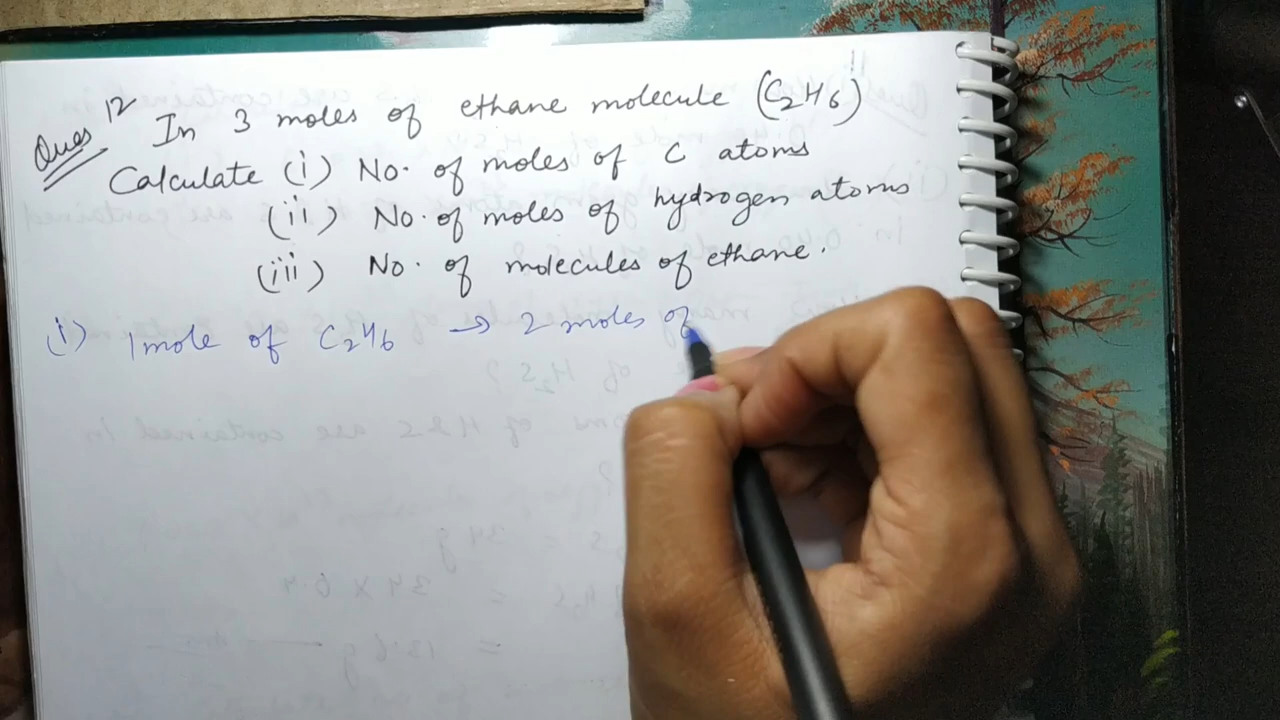 Ques 12 In 3 moles of ethane molecule (C2H6)"
Calculate (i) No. of moles of C atoms
(ii) No. of moles of hydrogen atoms
(iii) No. of molecules of ethane.
(i) 1 mole of C2H6 → 2 moles of